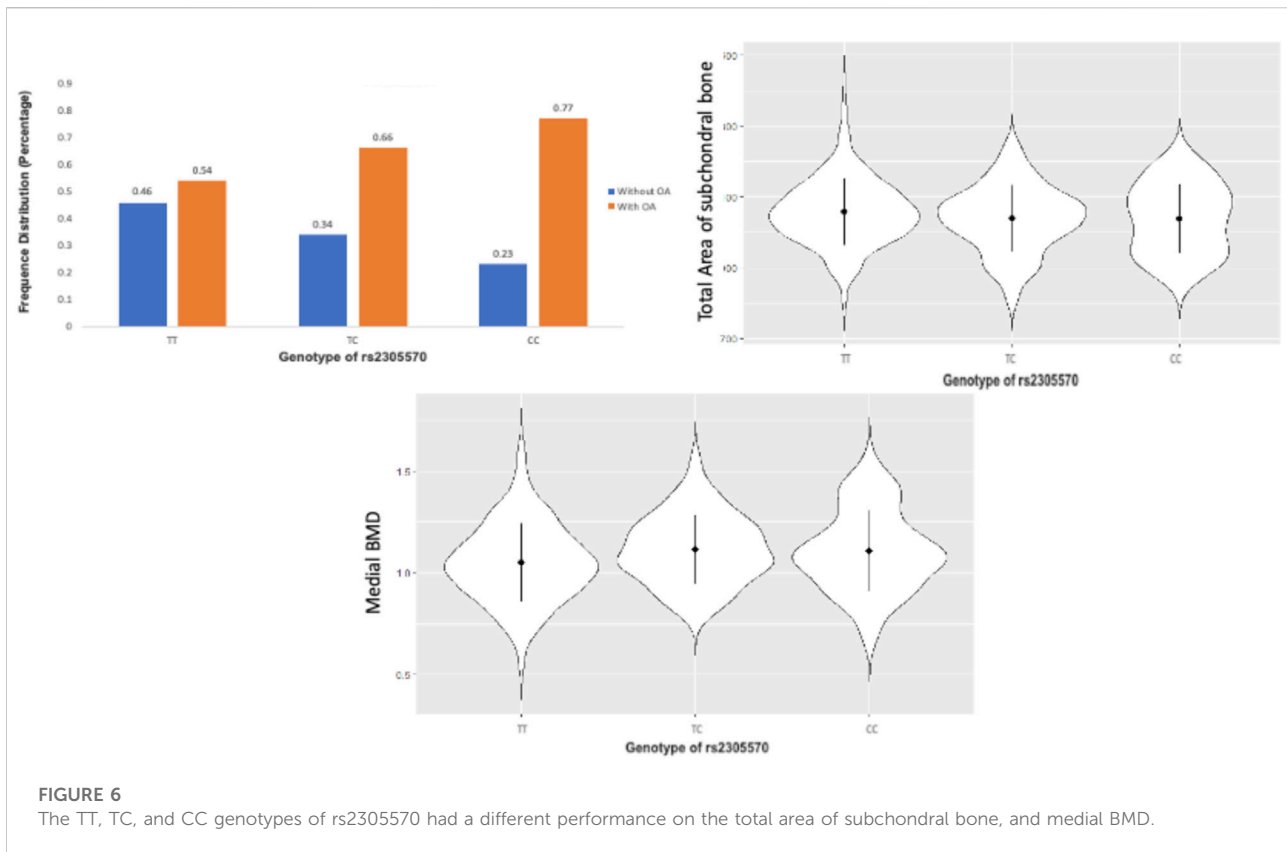 Frequence Distribution (Percentage)
0.9
0.8
0.7
0.6
0.5
0.4
0.3
0.2
0.1
0
0.46
0.54
0.34
0.66
0.23
0.77
TT
TC
CC
Genotype of rs2305570
Without OA
With OA
Total Area of subchondral bone
700
TT
TC
CC
Genotype of rs2305570
Medial BMD
1.5
1.0
0.5
TT
TC
CC
Genotype of rs2305570
FIGURE 6
The TT, TC, and CC genotypes of rs2305570 had a different performance on the total area of subchondral bone, and medial BMD.